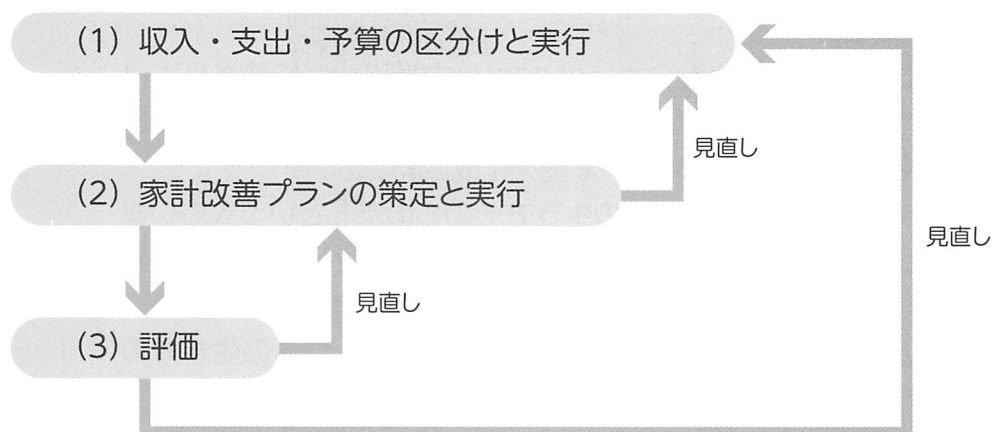 (1) 収入・支出・予算の区分けと実行
見直し
(2) 家計改善プランの策定と実行
見直し
見直し
(3) 評価